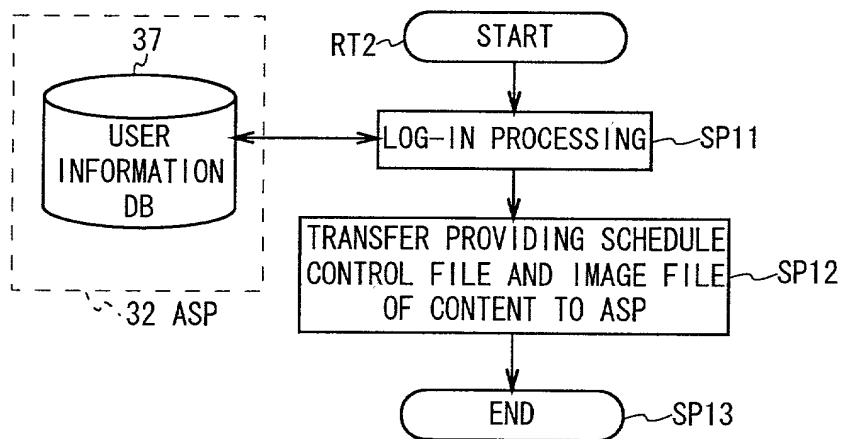 37
RT2
START
USER
INFORMATION
DB
LOG-IN PROCESSING
SP11
TRANSFER PROVIDING SCHEDULE
CONTROL FILE AND IMAGE FILE
OF CONTENT TO ASP
SP12
32 ASP
END
SP13